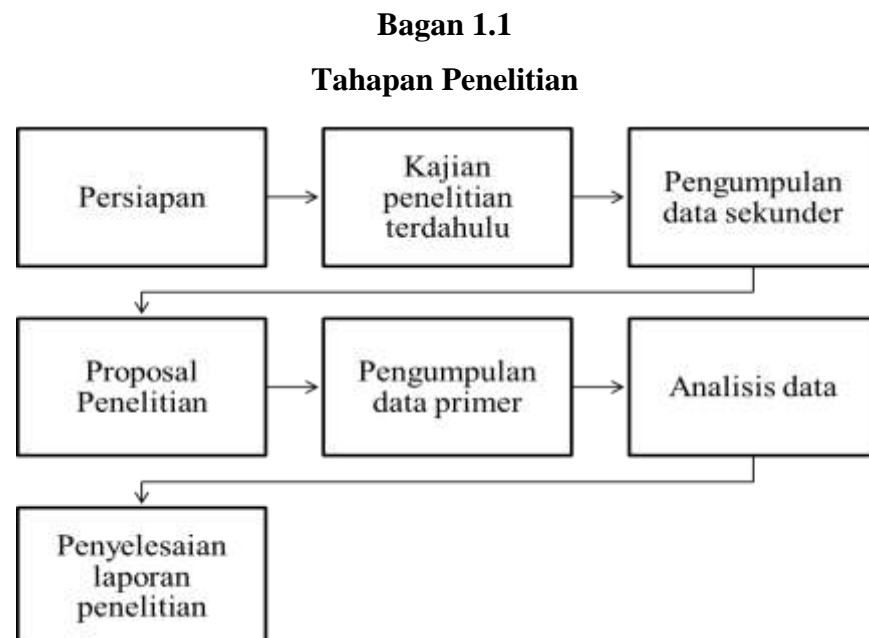 Bagan 1.1
Tahapan Penelitian
Persiapan
Kajian
penelitian
terdahulu
Pengumpulan
data sekunder
Proposal
Penelitian
Pengumpulan
data primer
Analisis data
Penyelesaian
laporan
penelitian